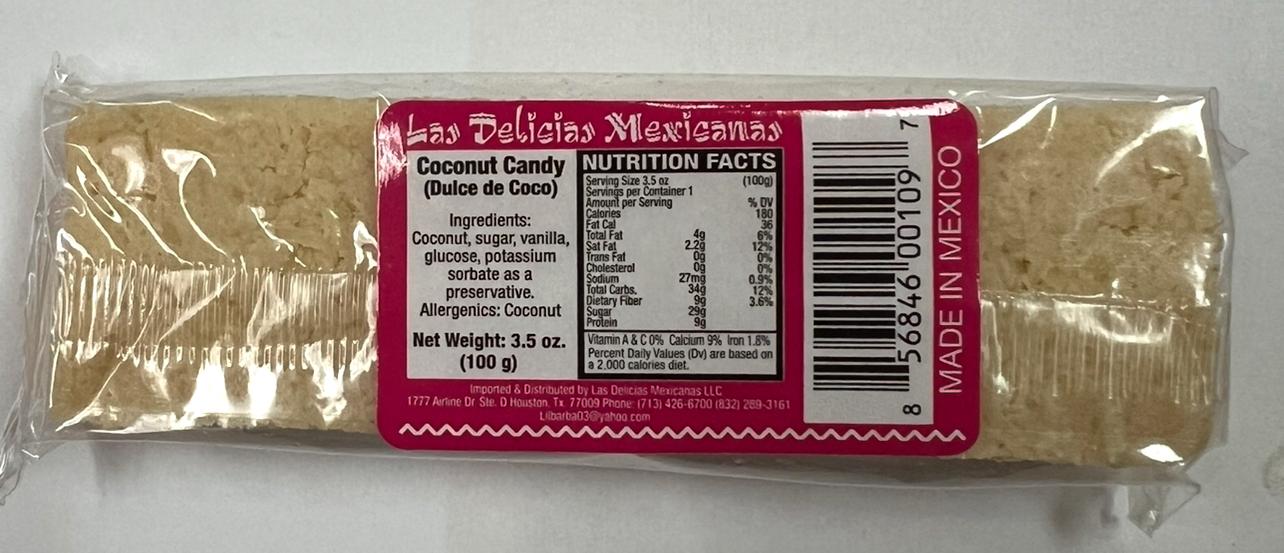 Las Delicias Mexicanas
Coconut Candy
(Dulce de Coco)
Ingredients:
Coconut, sugar, vanilla,
glucose, potassium
sorbate as a
preservative.
Allergenics: Coconut
Net Weight: 3.5 oz.
(100 g)
NUTRITION FACTS
Serving Size 3.5 oz (100g)
Servings per Container 1
Amount per Serving % DV
Calories 180
Fat Cal 36
Total Fat 4g 6%
Sat Fat 2.2g 12%
Trans Fat 0g 0%
Cholesterol 0g 0%
Sodium 27mg 0.9%
Total Carbs. 34g 12%
Dietary Fiber 9g 3.6%
Sugar 29g
Protein 9g
Vitamin A & C 0% Calcium 9% Iron 1.8%
Percent Daily Values (Dv) are based on
a 2,000 calories diet.
Imported & Distributed by Las Delicias Mexicanas LLC
1777 Airline Dr Ste. D Houston, Tx. 77009 Phone: (713) 426-6700 (832) 289-3161
Lilbarba03@yahoo.com
8 56846 00109 7
MADE IN MEXICO